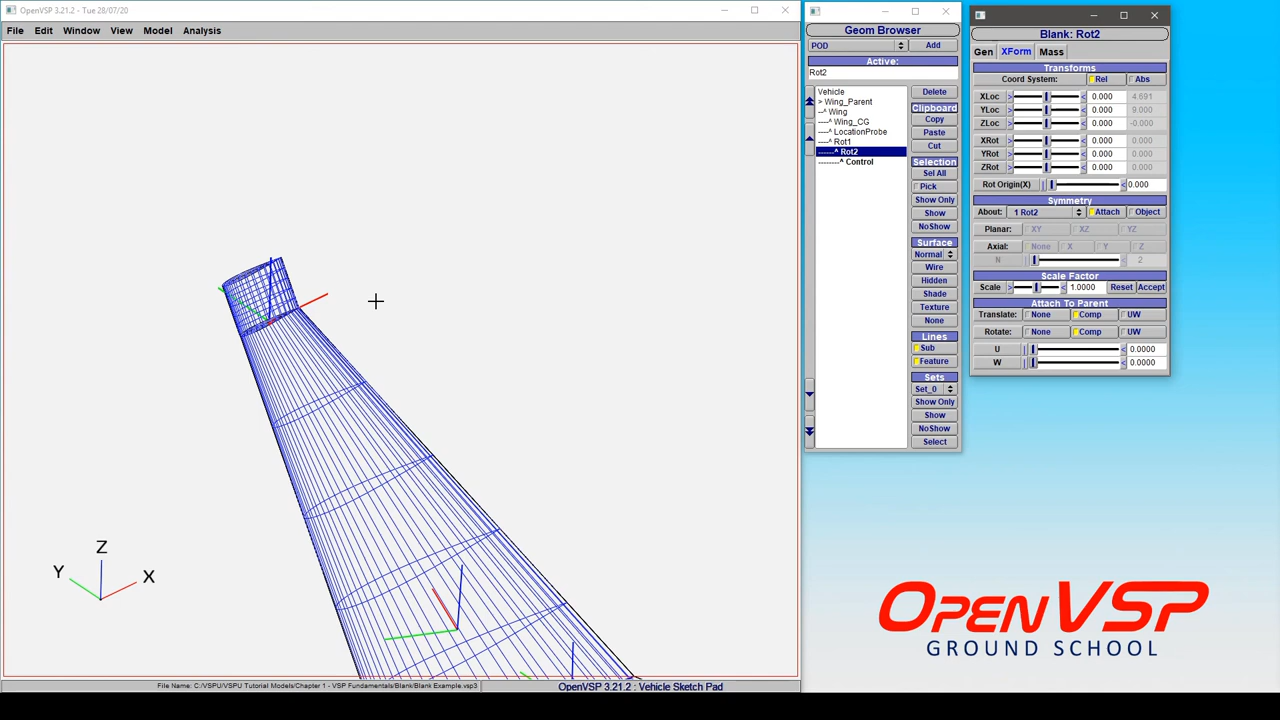 OpenVSP 3.21.2 - Tue 28/07/20
File Edit Window View Model Analysis
Z
Y
X
File Name: C:/VSPU/VSPU Tutorial Models/Chapter 1 - VSP Fundamentals/Blank/Blank Example.vsp3
OpenVSP 3.21.2 : Vehicle Sketch Pad
Geom Browser
POD Add
Active:
Rot2
Vehicle
> Wing_Parent
--^ Wing
----^ Wing_CG
----^ LocationProbe
----^ Rot1
------^ Rot2
--------^ Control
Delete
Clipboard
Copy
Paste
Cut
Selection
Sel All
Pick
Show Only
Show
NoShow
Surface
Normal
Wire
Hidden
Shade
Texture
None
Lines
Sub
Feature
Sets
Set_0
Show Only
Show
NoShow
Select
Blank: Rot2
Gen XForm Mass
Transforms
Coord System: Rel Abs
XLoc > < 0.000 4.691
YLoc > < 0.000 9.000
ZLoc > < 0.000 -0.000
XRot > < 0.000 0.000
YRot > < 0.000 0.000
ZRot > < 0.000 0.000
Rot Origin(X) | < 0.000
Symmetry
About: 1 Rot2 Attach Object
Planar: XY XZ YZ
Axial: None X Y Z
N | < 2
Scale Factor
Scale > < 1.0000 Reset Accept
Attach To Parent
Translate: None Comp UW
Rotate: None Comp UW
U | < 0.0000
W | < 0.0000
OpenVSP
GROUND SCHOOL